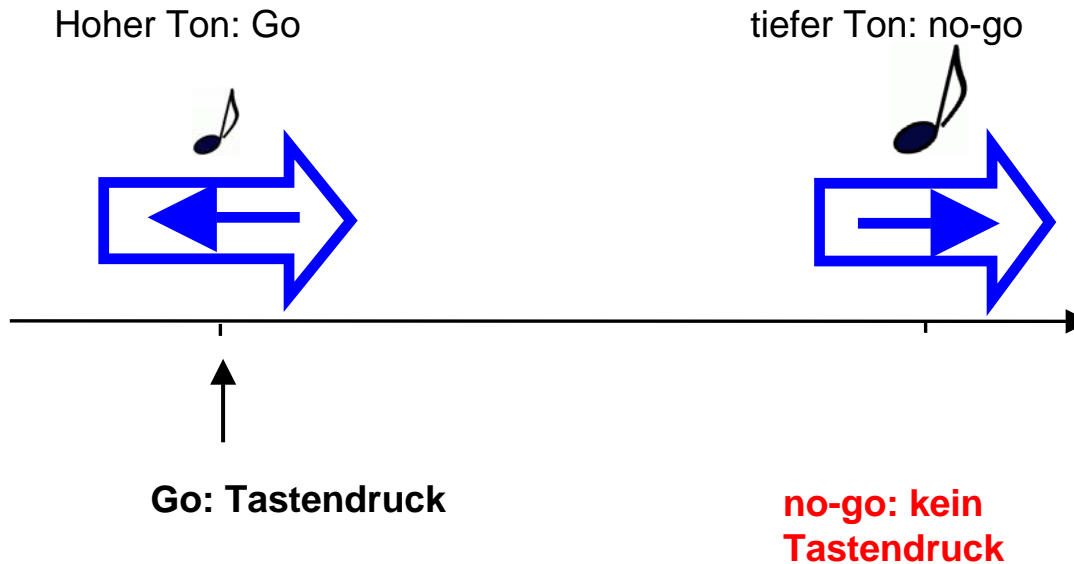 Hoher Ton: Go
tiefer Ton: no-go
Go: Tastendruck
no-go: kein
Tastendruck